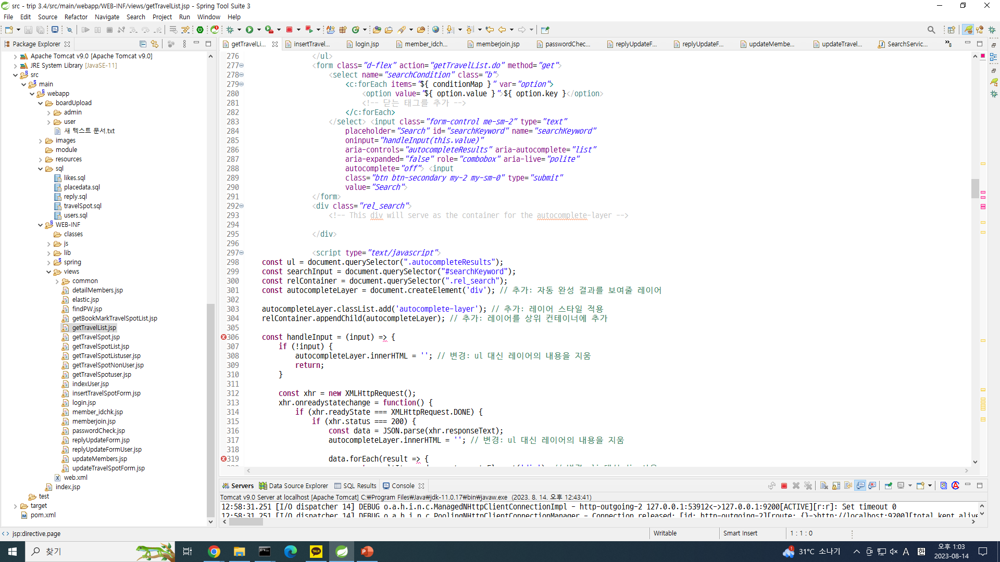 src - trip 3.4/src/main/webapp/WEB-INF/views/getTravelList.jsp - Spring Tool Suite 3
File Edit Source Refactor Navigate Search Project Run Window Help
Package Explorer
Apache Tomcat v9.0 [Apache Tomcat v9.0]
JRE System Library [JavaSE-11]
src
main
webapp
boardUpload
admin
user
새 텍스트 문서.txt
images
module
resources
sql
likes.sql
placedata.sql
reply.sql
travelSpot.sql
users.sql
WEB-INF
classes
js
lib
spring
views
common
detailMembers.jsp
elastic.jsp
findPW.jsp
getBookMarkTravelSpotList.jsp
getTravelList.jsp
getTravelSpot.jsp
getTravelSpotList.jsp
getTravelSpotListuser.jsp
getTravelSpotNonUser.jsp
getTravelSpotuser.jsp
indexUser.jsp
insertTravelSpotForm.jsp
login.jsp
member_idchk.jsp
memberjoin.jsp
passwordCheck.jsp
replyUpdateForm.jsp
replyUpdateFormUser.jsp
updateMembers.jsp
updateTravelSpotForm.jsp
web.xml
index.jsp
test
target
pom.xml
getTravelLi... insertTravel... login.jsp member_idch... memberjoin.jsp passwordChec... replyUpdateF... replyUpdateF... updateMembe... updateTravel... SearchServic... 8
276 </ul>
277 <form class="d-flex" action="getTravelList.do" method="get">
278 <select name="searchCondition" class="b">
279 <c:forEach items="${ conditionMap }" var="option">
280 <option value="${ option.value }">${ option.key }</option>
281 <!-- 닫는 태그를 추가 -->
282 </c:forEach>
283 </select> <input class="form-control me-sm-2" type="text"
284 placeholder="Search" id="searchKeyword" name="searchKeyword"
285 oninput="handleInput(this.value)"
286 aria-controls="autocompleteResults" aria-autocomplete="list"
287 aria-expanded="false" role="combobox" aria-live="polite"
288 autocomplete="off"> <input
289 class="btn btn-secondary my-2 my-sm-0" type="submit"
290 value="Search">
291 </form>
292 <div class="rel_search">
293 <!-- This div will serve as the container for the autocomplete-layer -->
294
295 </div>
296
297 <script type="text/javascript">
298 const ul = document.querySelector(".autocompleteResults");
299 const searchInput = document.querySelector("#searchKeyword");
300 const relContainer = document.querySelector(".rel_search");
301 const autocompleteLayer = document.createElement('div'); // 추가: 자동 완성 결과를 보여줄 레이어
302
303 autocompleteLayer.classList.add('autocomplete-layer'); // 추가: 레이어 스타일 적용
304 relContainer.appendChild(autocompleteLayer); // 추가: 레이어를 상위 컨테이너에 추가
305
306 const handleInput = (input) => {
307 if (!input) {
308 autocompleteLayer.innerHTML = ''; // 변경: ul 대신 레이어의 내용을 지움
309 return;
310 }
311
312 const xhr = new XMLHttpRequest();
313 xhr.onreadystatechange = function() {
314 if (xhr.readyState === XMLHttpRequest.DONE) {
315 if (xhr.status === 200) {
316 const data = JSON.parse(xhr.responseText);
317 autocompleteLayer.innerHTML = ''; // 변경: ul 대신 레이어의 내용을 지움
318
319 data.forEach(result => {
Servers Data Source Explorer SQL Results Console
Tomcat v9.0 Server at localhost [Apache Tomcat] C:₩Program Files₩Java₩jdk-11.0.17₩bin₩javaw.exe (2023. 8. 14. 오후 12:43:41)
12:58:31.251 [I/O dispatcher 14] DEBUG o.a.h.i.n.c.ManagedNHttpClientConnectionImpl - http-outgoing-2 127.0.0.1:53912<->127.0.0.1:9200[ACTIVE][r:r]: Set timeout 0
12:58:31.251 [I/O dispatcher 14] DEBUG o.a.h.i.n.c.PoolingNHttpClientConnectionManager - Connection released: [id: http-outgoing-2][route: {}->http://localhost:9200][total kept alive
jsp:directive.page Writable Smart Insert 1 : 1 : 0
찾기 TALK 31°C 소나기 A 한 오후 1:03
2023-08-14